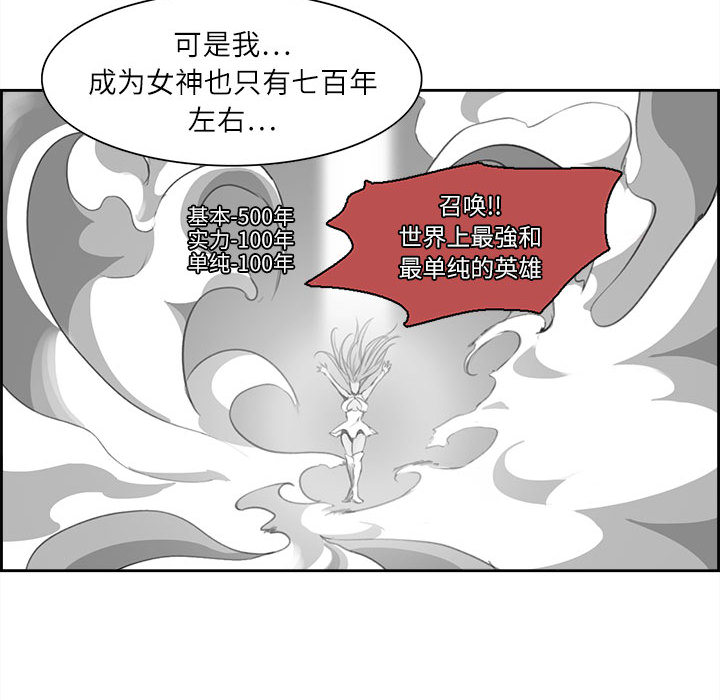 可是我...
成为女神也只有七百年
左右...
基本-500年
实力-100年
单纯-100年
召唤!!
世界上最強和
最单纯的英雄